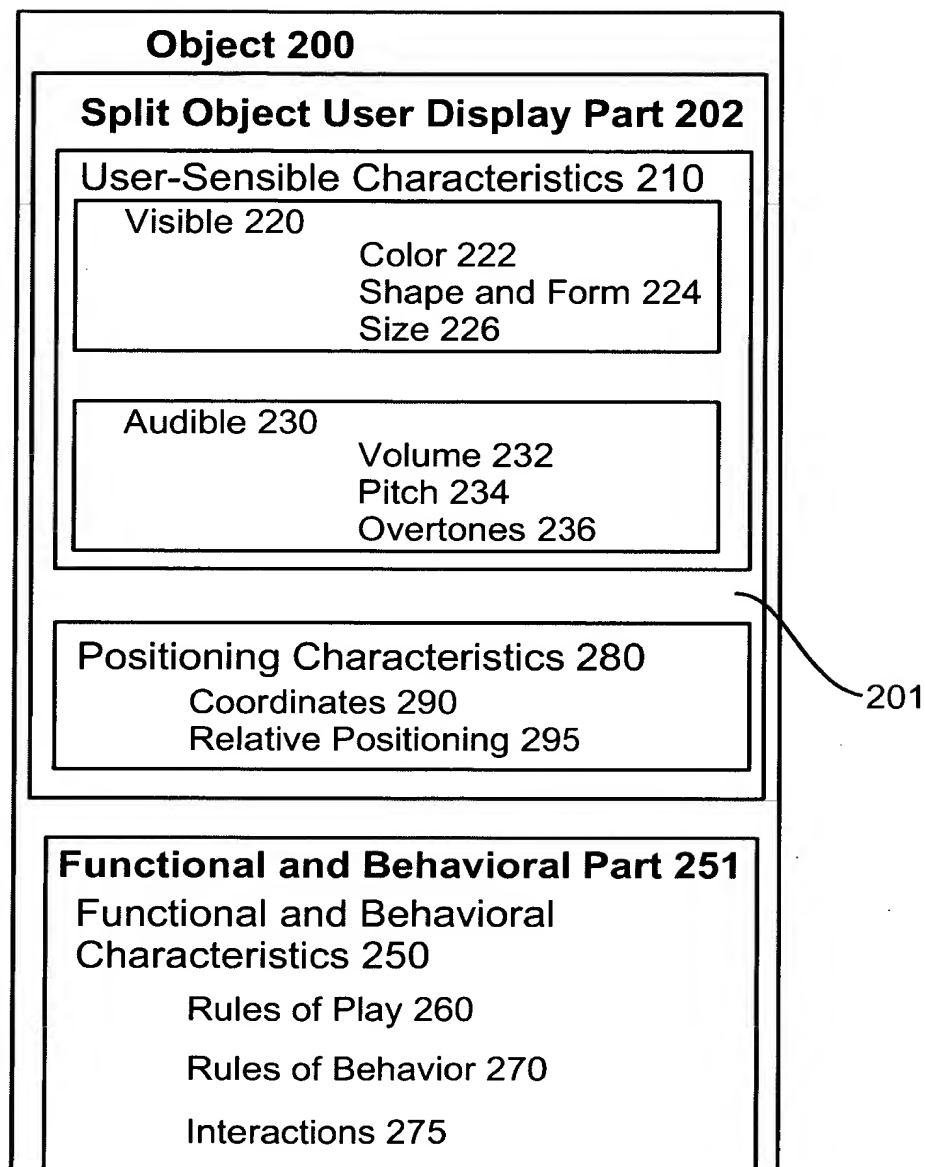 Object 200
Split Object User Display Part 202
User-Sensible Characteristics 210
Visible 220
Color 222
Shape and Form 224
Size 226
Audible 230
Volume 232
Pitch 234
Overtones 236
Positioning Characteristics 280
Coordinates 290
Relative Positioning 295
201
Functional and Behavioral Part 251
Functional and Behavioral
Characteristics 250
Rules of Play 260
Rules of Behavior 270
Interactions 275